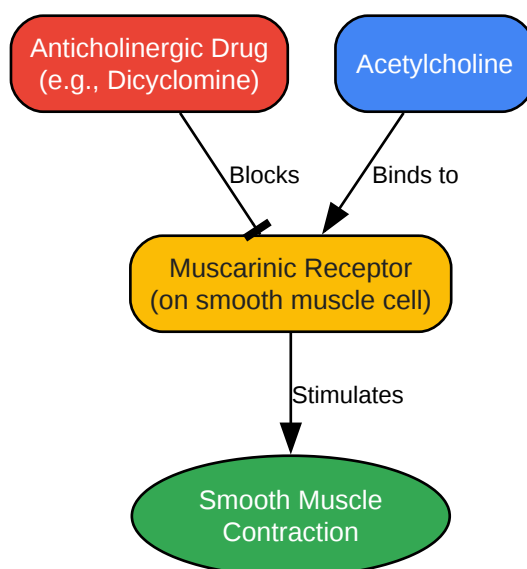 Anticholinergic Drug
(e.g., Dicyclomine)
Acetylcholine
Blocks
Binds to
Muscarinic Receptor
(on smooth muscle cell)
Stimulates
Smooth Muscle
Contraction